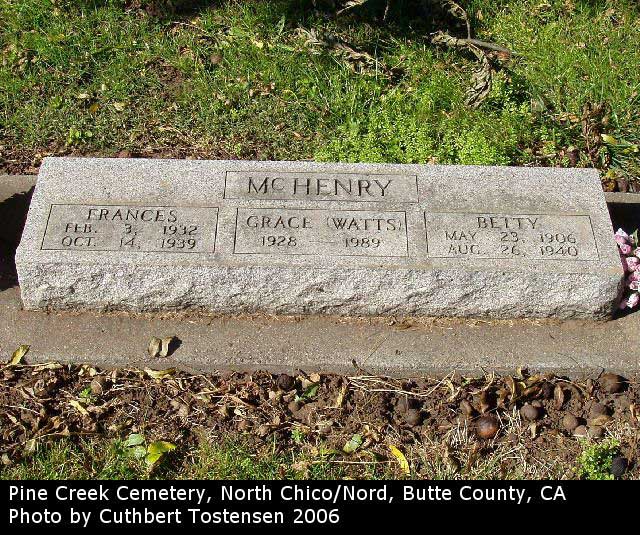 McHENRY
FRANCES
FEB. 3, 1932
OCT. 14, 1939
GRACE (WATTS)
1928 1989
BETTY
MAY 23, 1906
AUG. 26, 1940
Pine Creek Cemetery, North Chico/Nord, Butte County, CA
Photo by Cuthbert Tostensen 2006